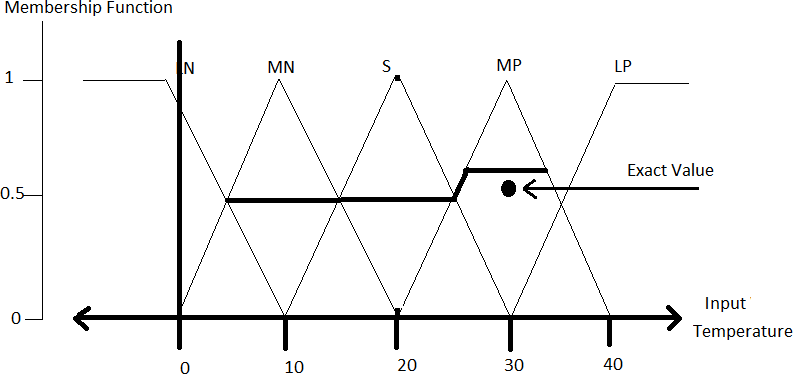 Membership Function
LN
MN
S
MP
LP
1
Exact Value
0.5
0
Input
Temperature
0
10
20
30
40